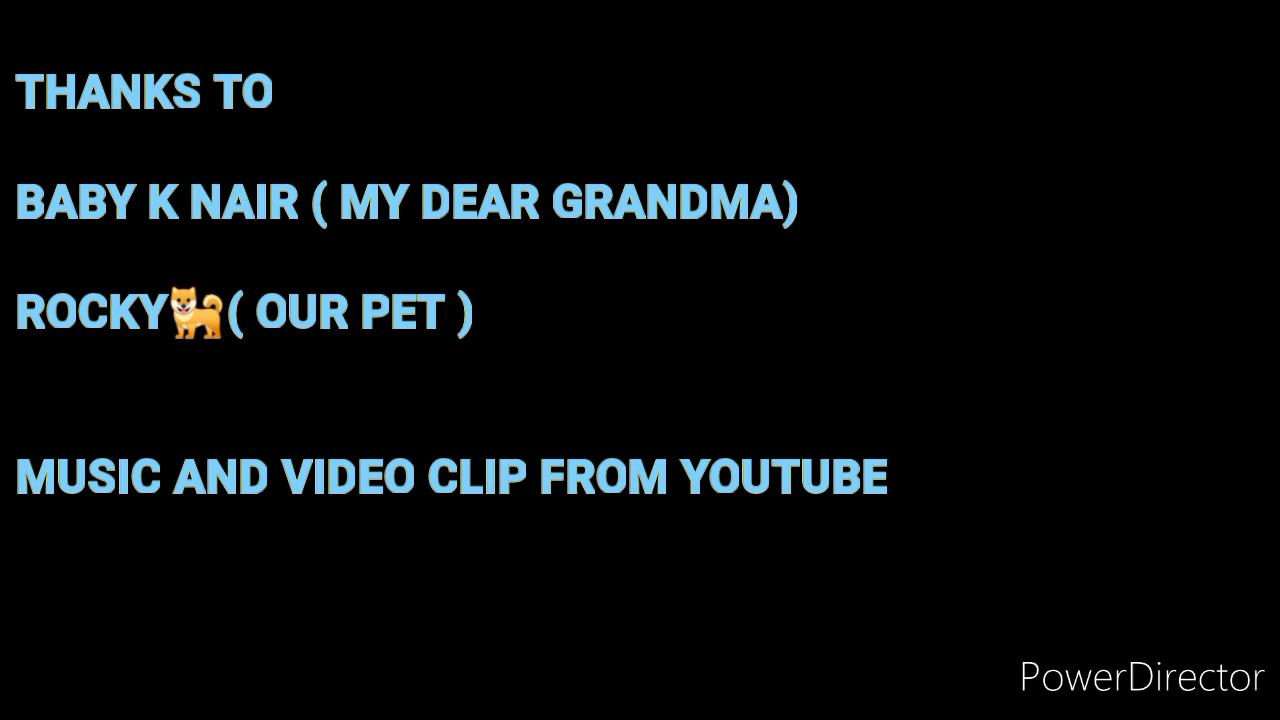 THANKS TO
BABY K NAIR ( MY DEAR GRANDMA)
ROCKY🐕( OUR PET )
MUSIC AND VIDEO CLIP FROM YOUTUBE
PowerDirector